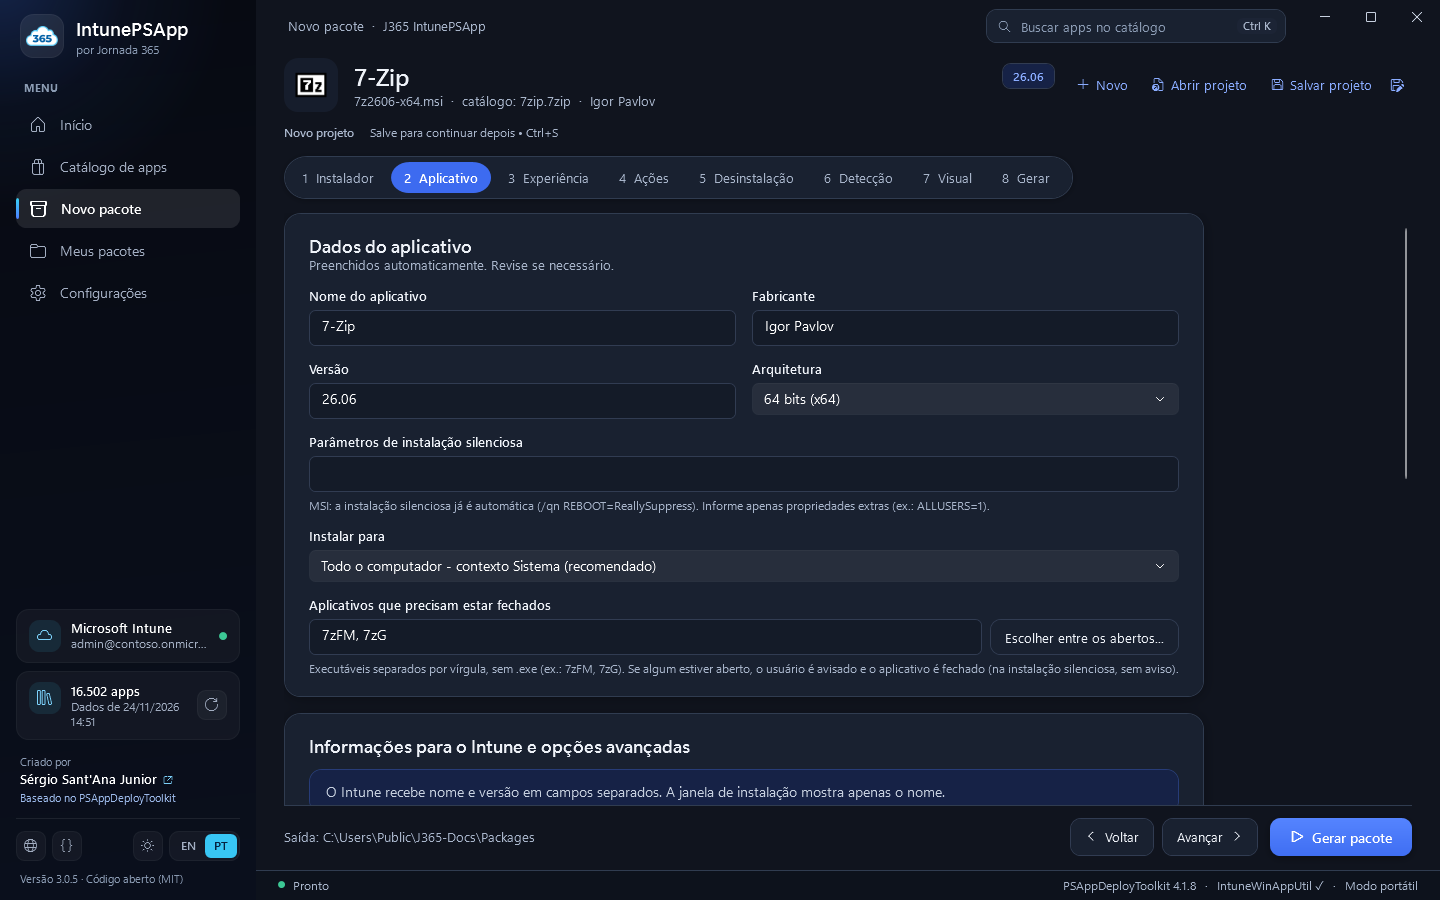 365
IntunePSApp
por Jornada 365
MENU
Início
Catálogo de apps
Novo pacote
Meus pacotes
Configurações
Microsoft Intune
admin@contoso.onmicr...
16.502 apps
Dados de 24/11/2026
14:51
Criado por
Sérgio Sant'Ana Junior
Baseado no PSAppDeployToolkit
{}
EN
PT
Versão 3.0.5 · Código aberto (MIT)
Novo pacote · J365 IntunePSApp
Buscar apps no catálogo
Ctrl K
7z
7-Zip
7z2606-x64.msi · catálogo: 7zip.7zip · Igor Pavlov
26.06
Novo
Abrir projeto
Salvar projeto
Novo projeto Salve para continuar depois • Ctrl+S
1 Instalador
2 Aplicativo
3 Experiência
4 Ações
5 Desinstalação
6 Detecção
7 Visual
8 Gerar
Dados do aplicativo
Preenchidos automaticamente. Revise se necessário.
Nome do aplicativo
7-Zip
Fabricante
Igor Pavlov
Versão
26.06
Arquitetura
64 bits (x64)
Parâmetros de instalação silenciosa
MSI: a instalação silenciosa já é automática (/qn REBOOT=ReallySuppress). Informe apenas propriedades extras (ex.: ALLUSERS=1).
Instalar para
Todo o computador - contexto Sistema (recomendado)
Aplicativos que precisam estar fechados
7zFM, 7zG
Escolher entre os abertos...
Executáveis separados por vírgula, sem .exe (ex.: 7zFM, 7zG). Se algum estiver aberto, o usuário é avisado e o aplicativo é fechado (na instalação silenciosa, sem aviso).
Informações para o Intune e opções avançadas
O Intune recebe nome e versão em campos separados. A janela de instalação mostra apenas o nome.
Saída: C:\Users\Public\J365-Docs\Packages
Voltar
Avançar
Gerar pacote
Pronto
PSAppDeployToolkit 4.1.8 · IntuneWinAppUtil ✓ · Modo portátil